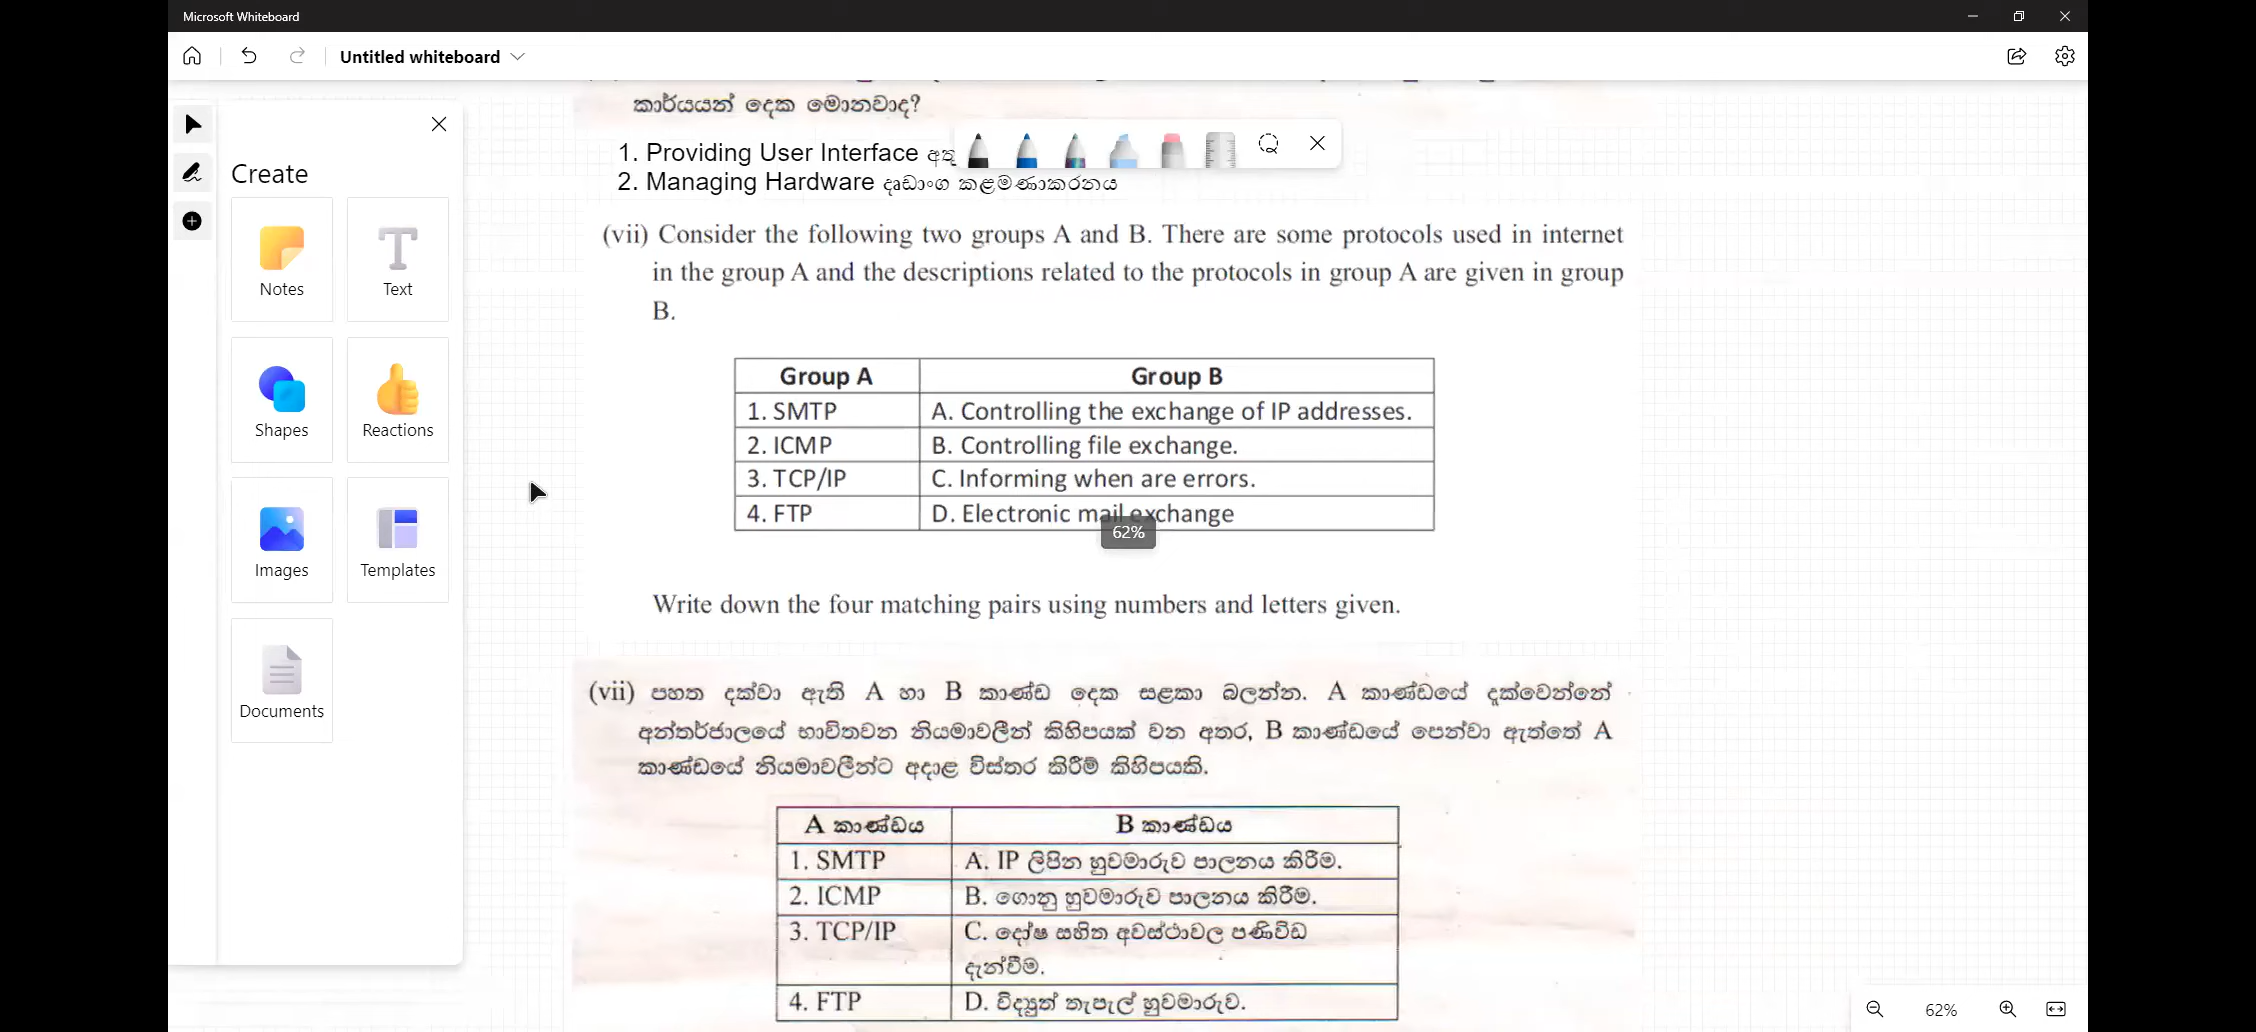 Microsoft Whiteboard
Untitled whiteboard
කාර්යයන් දෙක මොනවාද?
1. Providing User Interface අතු
2. Managing Hardware දෘඩාංග කළමණාකරනය
Create
Notes
Text
Shapes
Reactions
Images
Templates
Documents
(vii) Consider the following two groups A and B. There are some protocols used in internet
in the group A and the descriptions related to the protocols in group A are given in group
B.
Group A Group B
1. SMTP A. Controlling the exchange of IP addresses.
2. ICMP B. Controlling file exchange.
3. TCP/IP C. Informing when are errors.
4. FTP D. Electronic mail exchange
62%
Write down the four matching pairs using numbers and letters given.
(vii) පහත දක්වා ඇති A හා B කාණ්ඩ දෙක සළකා බලන්න. A කාණ්ඩයේ දැක්වෙන්නේ
අන්තර්ජාලයේ භාවිතවන නියමාවලීන් කිහිපයක් වන අතර, B කාණ්ඩයේ පෙන්වා ඇත්තේ A
කාණ්ඩයේ නියමාවලීන්ට අදාළ විස්තර කිරීම් කිහිපයකි.
A කාණ්ඩය B කාණ්ඩය
1. SMTP A. IP ලිපින හුවමාරුව පාලනය කිරීම.
2. ICMP B. ගොනු හුවමාරුව පාලනය කිරීම.
3. TCP/IP C. දෝෂ සහිත අවස්ථාවල පණිවිඩ
දැන්වීම.
4. FTP D. විද්‍යුත් තැපැල් හුවමාරුව.
62%